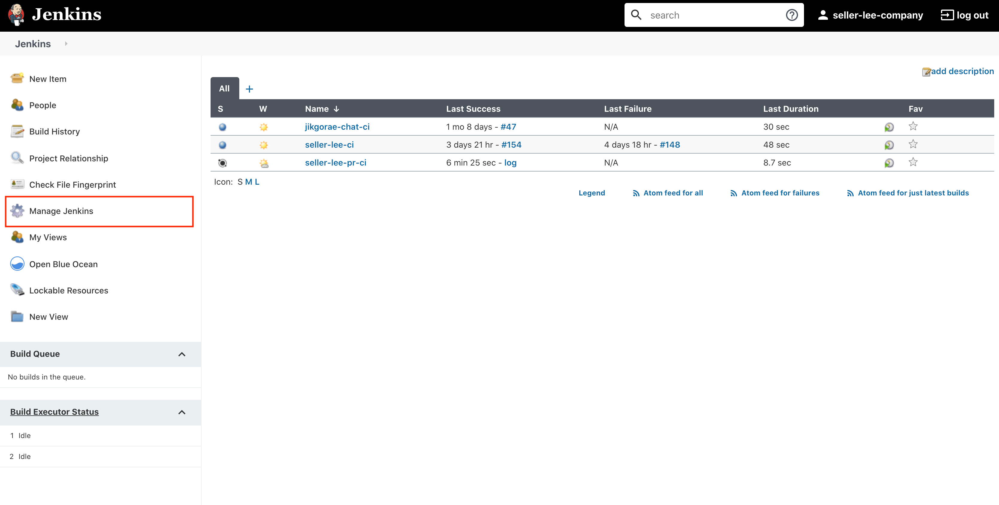 Jenkins
search
seller-lee-company
log out
Jenkins
New Item
People
Build History
Project Relationship
Check File Fingerprint
Manage Jenkins
My Views
Open Blue Ocean
Lockable Resources
New View
Build Queue
No builds in the queue.
Build Executor Status
1 Idle
2 Idle
add description
All +
S W Name ↓ Last Success Last Failure Last Duration Fav
jikgorae-chat-ci 1 mo 8 days - #47 N/A 30 sec
seller-lee-ci 3 days 21 hr - #154 4 days 18 hr - #148 48 sec
seller-lee-pr-ci 6 min 25 sec - log N/A 8.7 sec
Icon: S M L
Legend Atom feed for all Atom feed for failures Atom feed for just latest builds